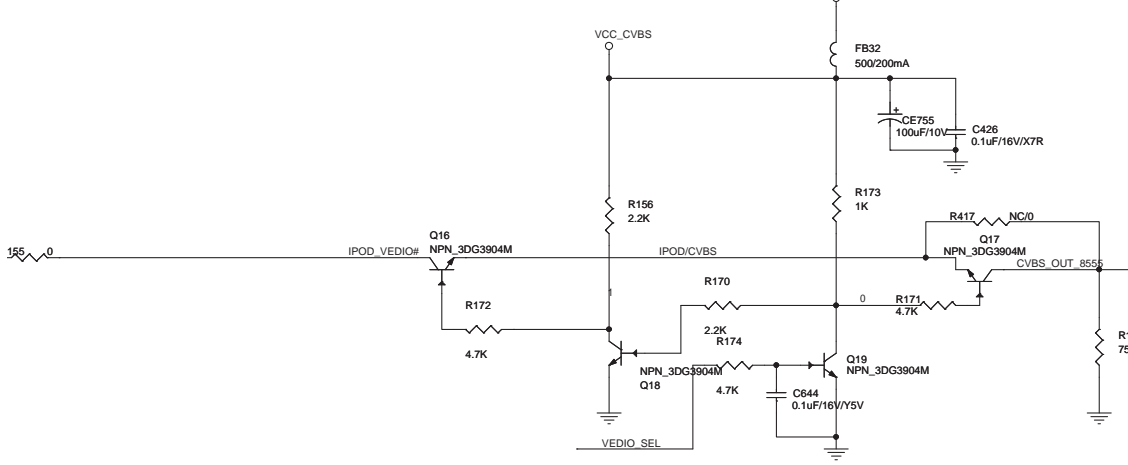 VCC_CVBS
FB32
500/200mA
CE755
100uF/10V
C426
0.1uF/16V/X7R
R156
2.2K
R173
1K
R417
NC/0
155
0
IPOD_VEDIO#
Q16
NPN_3DG3904M
IPOD/CVBS
Q17
NPN_3DG3904M
CVBS_OUT_8555
R172
4.7K
1
R170
2.2K
0
R171
4.7K
R174
4.7K
NPN_3DG3904M
Q18
Q19
NPN_3DG3904M
C644
0.1uF/16V/Y5V
VEDIO_SEL
75